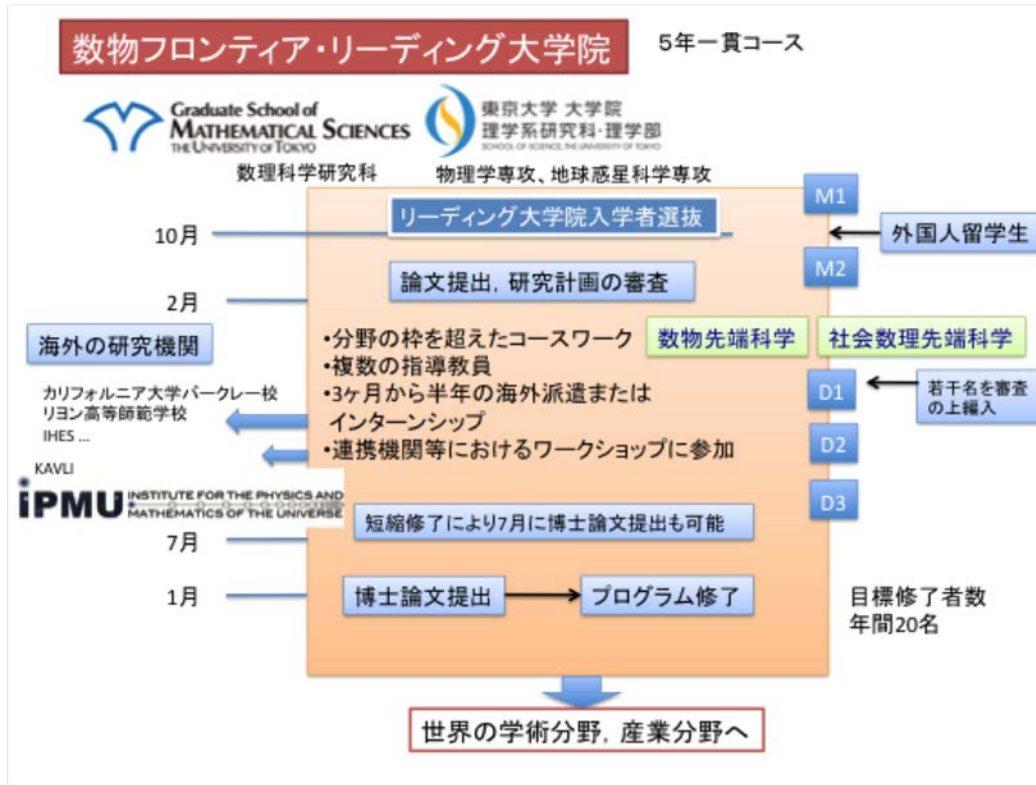 数物フロンティア・リーディング大学院
5年一貫コース
Graduate School of
MATHEMATICAL SCIENCES
THE UNIVERSITY OF TOKYO
東京大学 大学院
理学系研究科・理学部
SCHOOL OF SCIENCE, THE UNIVERSITY OF TOKYO
数理科学研究科
物理学専攻、地球惑星科学専攻
M1
リーディング大学院入学者選抜
10月
外国人留学生
M2
論文提出, 研究計画の審査
2月
海外の研究機関
・分野の枠を超えたコースワーク
数物先端科学
社会数理先端科学
・複数の指導教員
・3ヶ月から半年の海外派遣または
インターンシップ
・連携機関等におけるワークショップに参加
カリフォルニア大学バークレー校
リヨン高等師範学校
IHES ...
D1
若干名を審査
の上編入
D2
KAVLI
iPMU
INSTITUTE FOR THE PHYSICS AND
MATHEMATICS OF THE UNIVERSE
D3
短縮修了により7月に博士論文提出も可能
7月
1月
博士論文提出
プログラム修了
目標修了者数
年間20名
世界の学術分野, 産業分野へ